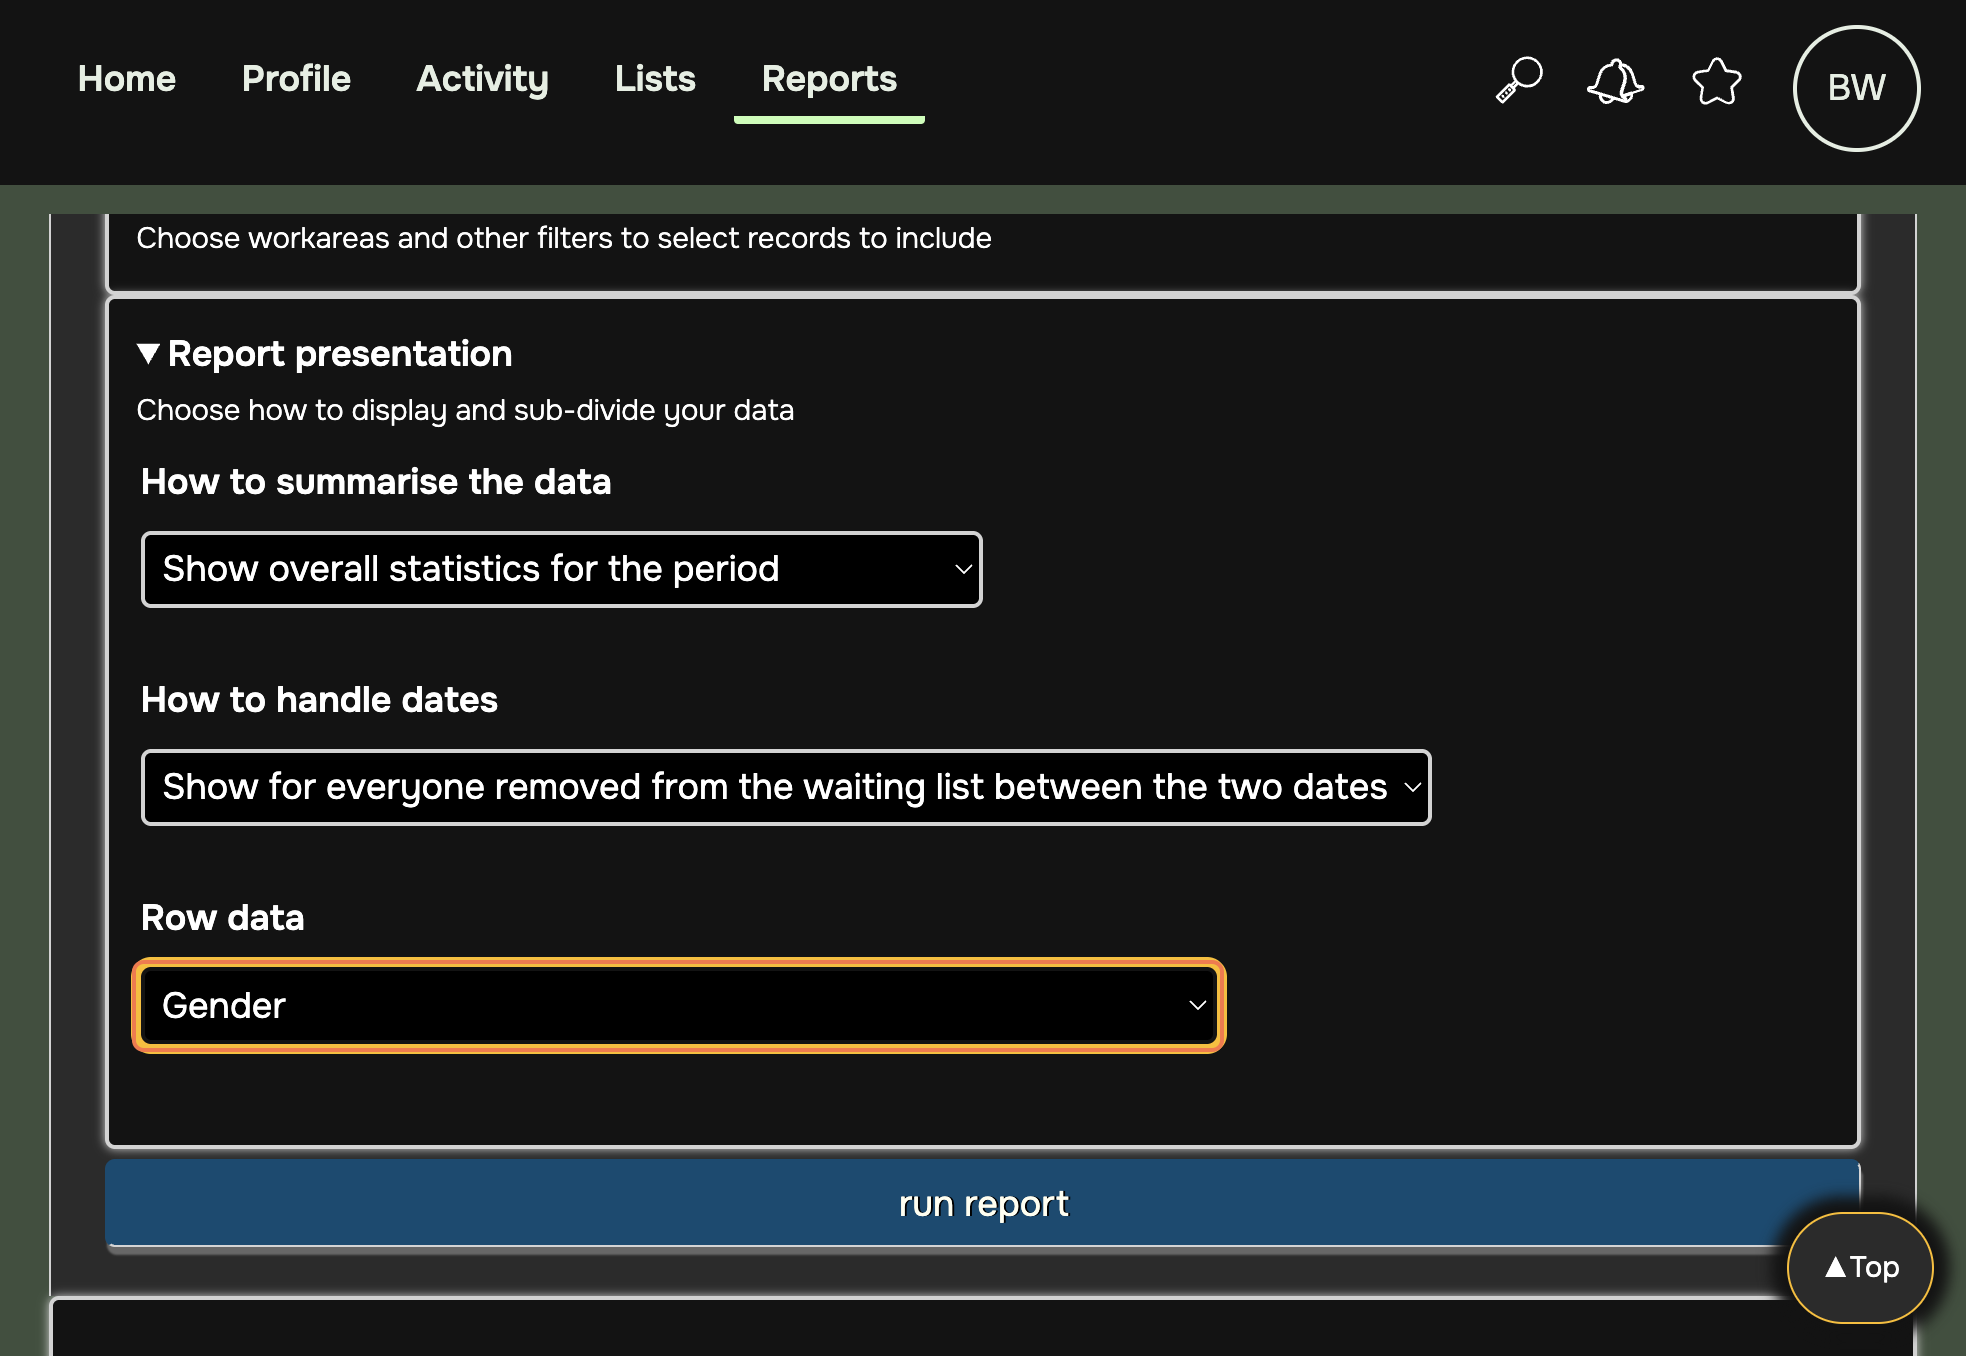 Home Profile Activity Lists Reports BW
Choose workareas and other filters to select records to include
▼ Report presentation
Choose how to display and sub-divide your data
How to summarise the data
Show overall statistics for the period
How to handle dates
Show for everyone removed from the waiting list between the two dates
Row data
Gender
run report
▲Top